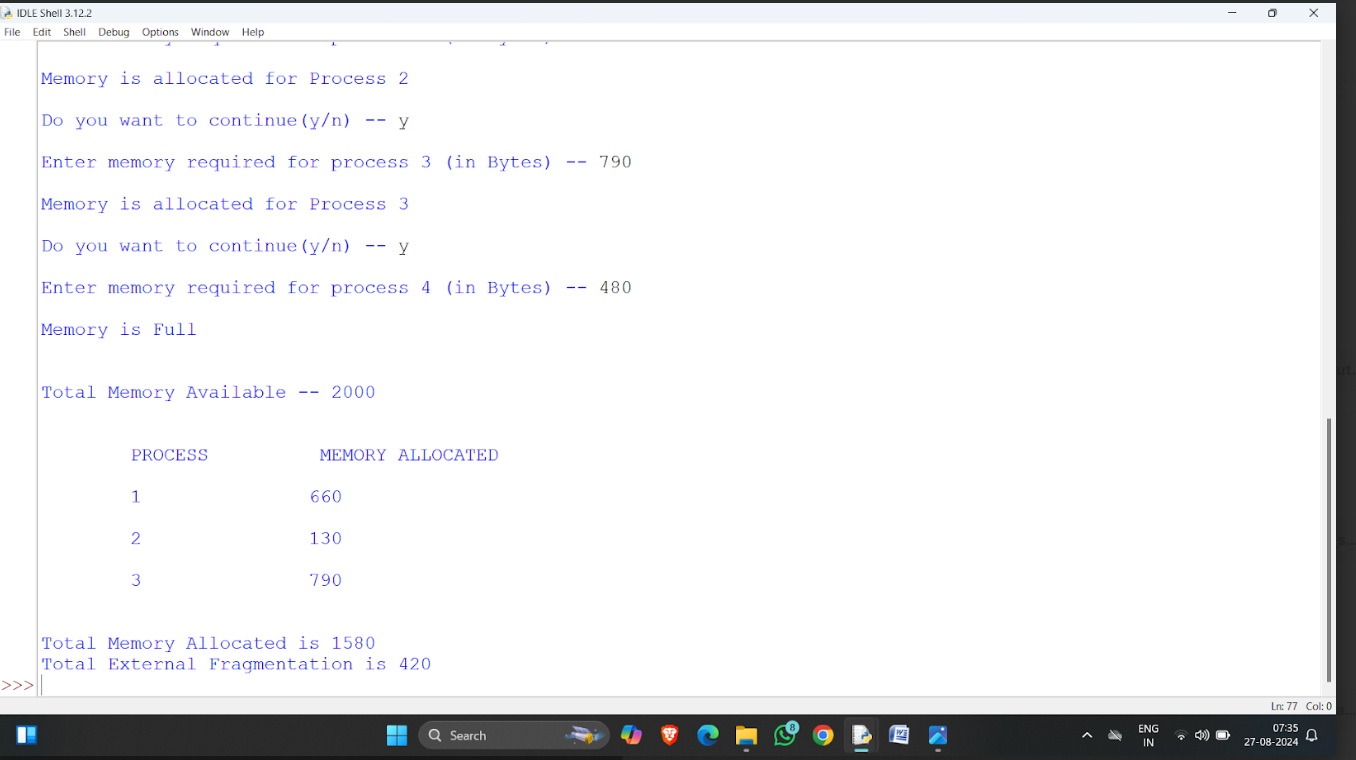 IDLE Shell 3.12.2
File Edit Shell Debug Options Window Help
Memory is allocated for Process 2
Do you want to continue(y/n) -- y
Enter memory required for process 3 (in Bytes) -- 790
Memory is allocated for Process 3
Do you want to continue(y/n) -- y
Enter memory required for process 4 (in Bytes) -- 480
Memory is Full
Total Memory Available -- 2000
PROCESS MEMORY ALLOCATED
1 660
2 130
3 790
Total Memory Allocated is 1580
Total External Fragmentation is 420
>>>
Ln: 77 Col: 0
Search
8
ENG
IN
07:35
27-08-2024